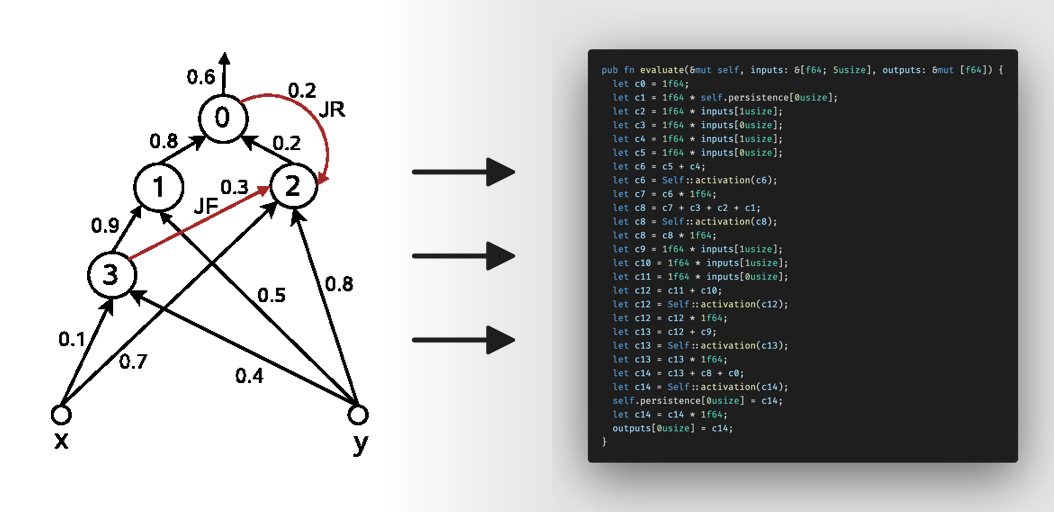 0.6
0.2
JR
0
0.8
0.2
1
0.3
2
JF
0.9
3
0.5
0.8
0.1
0.7
0.4
x
y
pub fn evaluate(&mut self, inputs: &[f64; 5usize], outputs: &mut [f64]) {
let c0 = 1f64;
let c1 = 1f64 * self.persistence[0usize];
let c2 = 1f64 * inputs[1usize];
let c3 = 1f64 * inputs[0usize];
let c4 = 1f64 * inputs[1usize];
let c5 = 1f64 * inputs[0usize];
let c6 = c5 + c4;
let c6 = Self::activation(c6);
let c7 = c6 * 1f64;
let c8 = c7 + c3 + c2 + c1;
let c8 = Self::activation(c8);
let c8 = c8 * 1f64;
let c9 = 1f64 * inputs[1usize];
let c10 = 1f64 * inputs[1usize];
let c11 = 1f64 * inputs[0usize];
let c12 = c11 + c10;
let c12 = Self::activation(c12);
let c12 = c12 * 1f64;
let c13 = c12 + c9;
let c13 = Self::activation(c13);
let c13 = c13 * 1f64;
let c14 = c13 + c8 + c0;
let c14 = Self::activation(c14);
self.persistence[0usize] = c14;
let c14 = c14 * 1f64;
outputs[0usize] = c14;
}